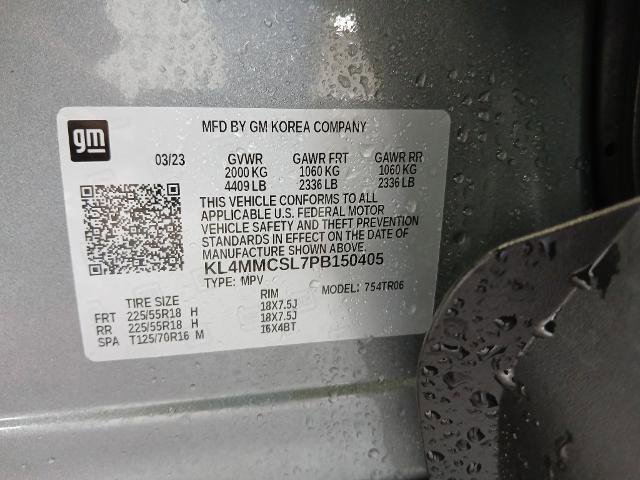 gm
MFD BY GM KOREA COMPANY
03/23 GVWR GAWR FRT GAWR RR
2000 KG 1060 KG 1060 KG
4409 LB 2336 LB 2336 LB
THIS VEHICLE CONFORMS TO ALL
APPLICABLE U.S. FEDERAL MOTOR
VEHICLE SAFETY AND THEFT PREVENTION
STANDARDS IN EFFECT ON THE DATE OF
MANUFACTURE SHOWN ABOVE.
KL4MMCSL7PB150405
TYPE: MPV MODEL: 754TR06
TIRE SIZE RIM
FRT 225/55R18 H 18X7.5J
RR 225/55R18 H 18X7.5J
SPA T125/70R16 M 16X4BT